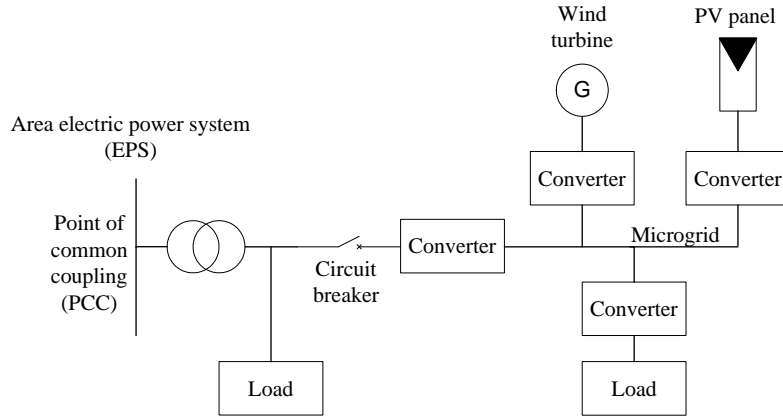 Wind
turbine
PV panel
G
Area electric power system
(EPS)
Converter
Converter
Point of
common
coupling
(PCC)
Converter
Microgrid
Circuit
breaker
Converter
Load
Load